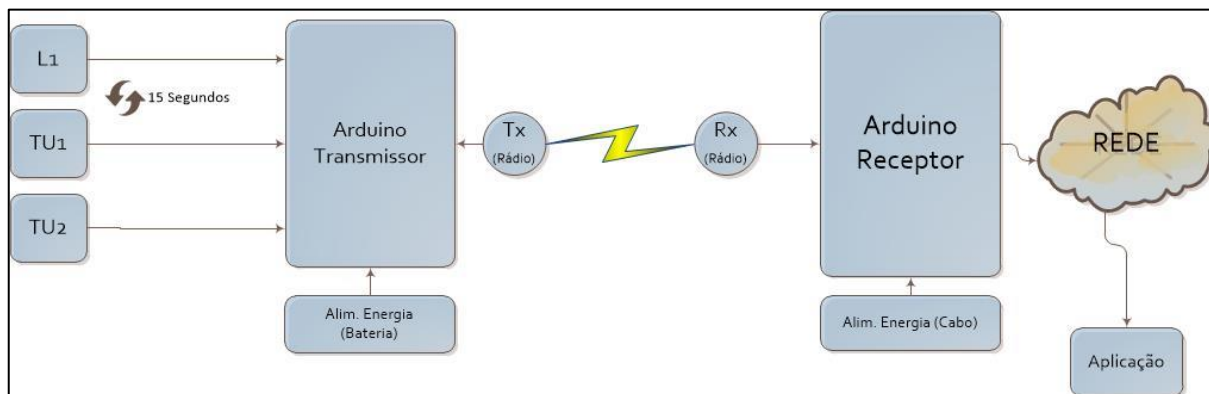 L1
15 Segundos
TU1
TU2
Arduino
Transmissor
Alim. Energia
(Bateria)
Tx
(Rádio)
Rx
(Rádio)
Arduino
Receptor
Alim. Energia (Cabo)
REDE
Aplicação